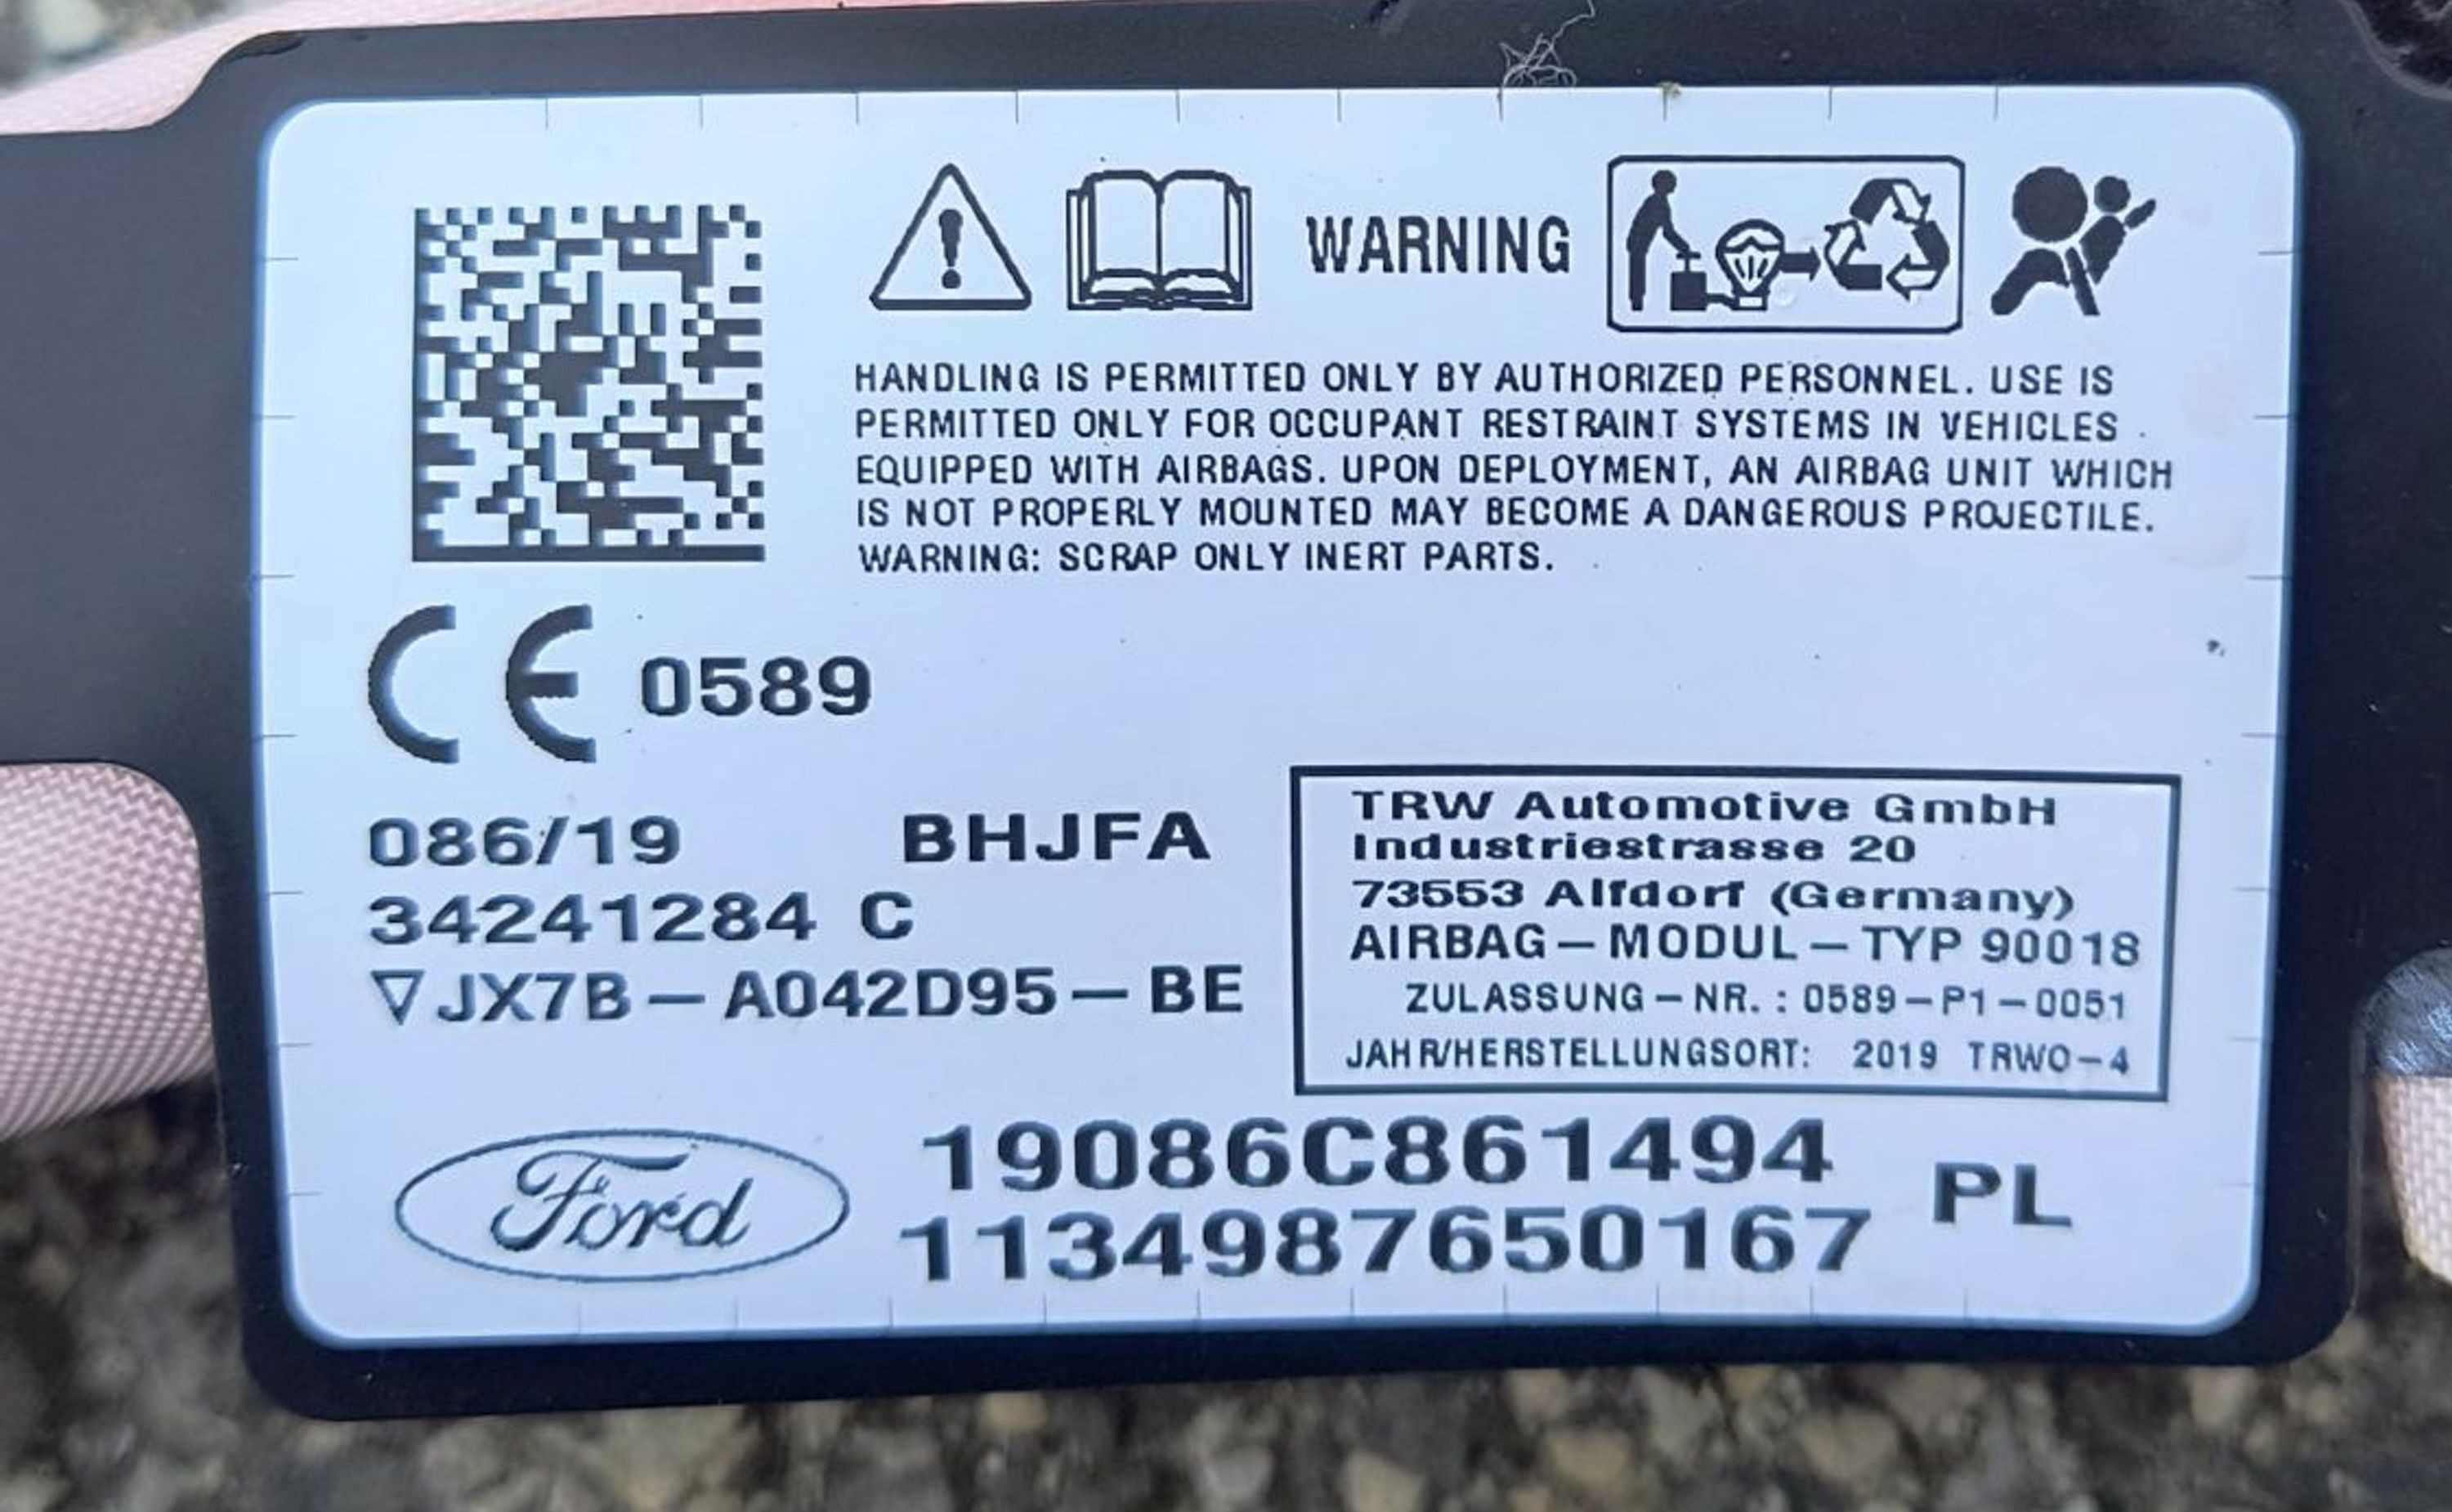 WARNING
HANDLING IS PERMITTED ONLY BY AUTHORIZED PERSONNEL. USE IS
PERMITTED ONLY FOR OCCUPANT RESTRAINT SYSTEMS IN VEHICLES
EQUIPPED WITH AIRBAGS. UPON DEPLOYMENT, AN AIRBAG UNIT WHICH
IS NOT PROPERLY MOUNTED MAY BECOME A DANGEROUS PROJECTILE.
WARNING: SCRAP ONLY INERT PARTS.
CE 0589
086/19 BHJFA
34241284 C
▽JX7B-A042D95-BE
TRW Automotive GmbH
Industriestrasse 20
73553 Alfdorf (Germany)
AIRBAG-MODUL-TYP 90018
ZULASSUNG-NR.: 0589-P1-0051
JAHR/HERSTELLUNGSORT: 2019 TRWO-4
Ford
19086C861494
1134987650167
PL